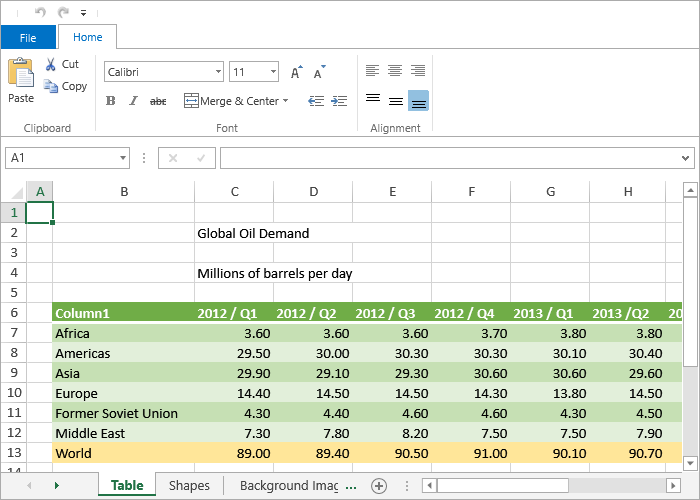 File Home
Paste
Cut
Copy
Clipboard
Calibri 11 A A
B I abc Merge & Center
Font
Alignment
A1
A B C D E F G H
1
2 Global Oil Demand
3
4 Millions of barrels per day
5
6 Column1 2012 / Q1 2012 / Q2 2012 / Q3 2012 / Q4 2013 / Q1 2013 /Q2 20
7 Africa 3.60 3.60 3.60 3.70 3.80 3.80
8 Americas 29.50 30.00 30.30 30.30 30.10 30.40
9 Asia 29.90 29.10 29.30 30.60 30.60 29.60
10 Europe 14.40 14.50 14.50 14.30 13.80 14.50
11 Former Soviet Union 4.30 4.40 4.60 4.60 4.30 4.50
12 Middle East 7.30 7.80 8.20 7.50 7.50 7.90
13 World 89.00 89.40 90.50 91.00 90.10 90.70
14
Table Shapes Background Imag ...